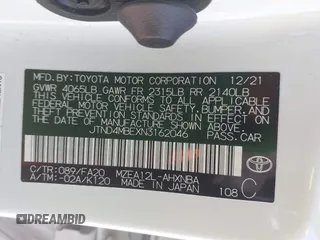 MFD.BY:TOYOTA MOTOR CORPORATION 12/21
GVWR 4065LB GAWR FR 2315LB RR 2140LB
THIS VEHICLE CONFORMS TO ALL APPLICABLE
FEDERAL MOTOR VEHICLE SAFETY, BUMPER, AND
THEFT PREVENTION STANDARDS IN EFFECT ON
THE DATE OF MANUFACTURE SHOWN ABOVE.
JTND4MBEXN3162046 PASS.CAR
C/TR:089/FA20 MZEA12L-AHXNBA
A/TM:-02A/K120 MADE IN JAPAN 108 C
TOYOTA
DREAMBID